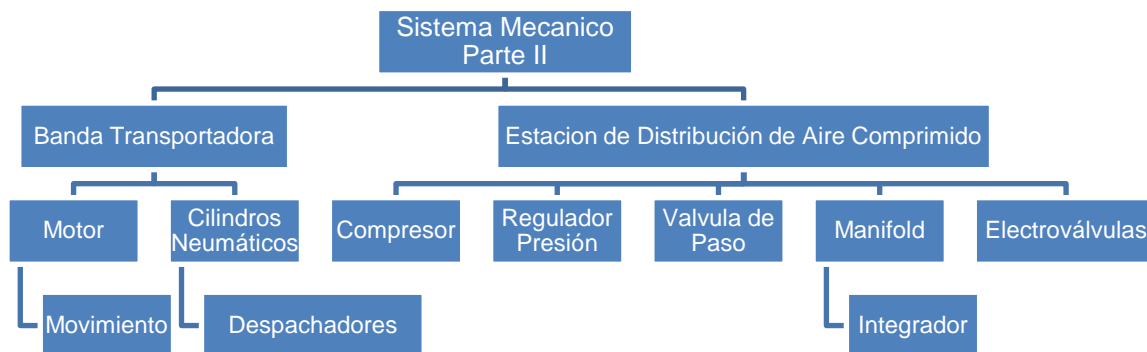 Sistema Mecanico
Parte II
Banda Transportadora
Estacion de Distribución de Aire Comprimido
Motor
Cilindros
Neumáticos
Compresor
Regulador
Presión
Valvula de
Paso
Manifold
Electroválvulas
Movimiento
Despachadores
Integrador